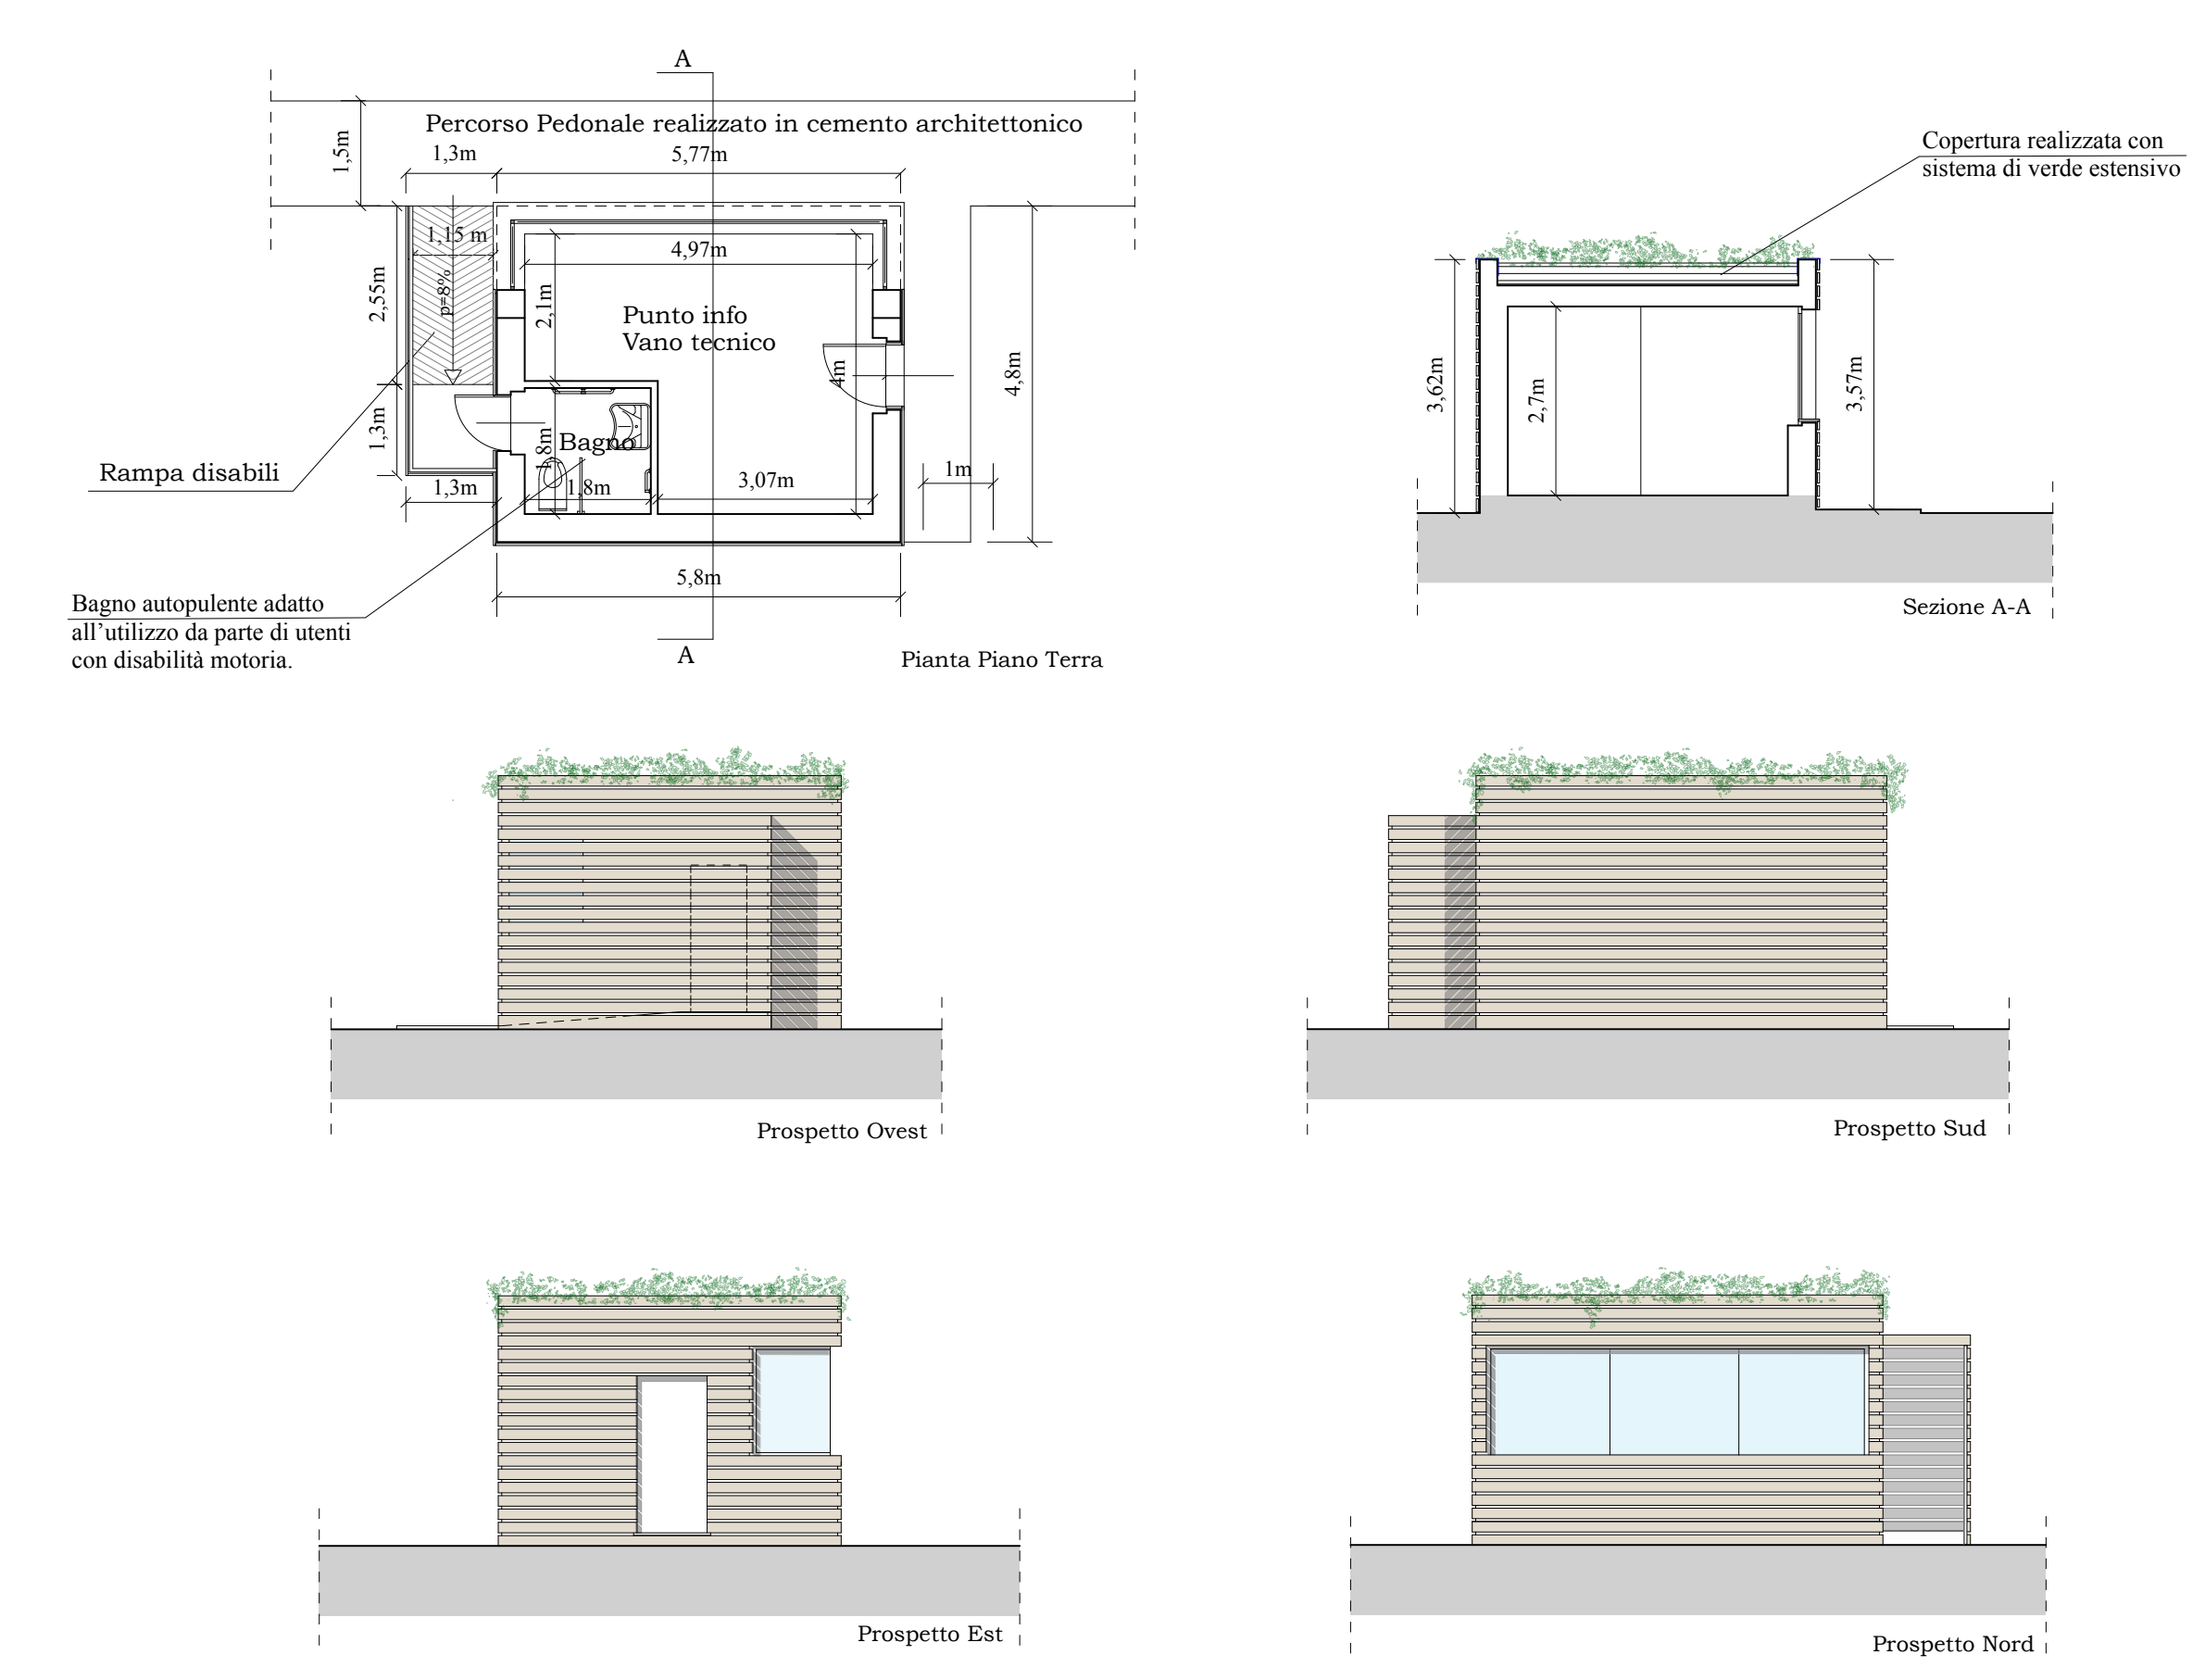 A
Percorso Pedonale realizzato in cemento architettonico
1,5m
1,3m
5,77m
1,15 m
4,97m
2,55m
p=8%
2,1m
Punto info
Vano tecnico
4m
4,8m
1,3m
1,8m
Bagno
Rampa disabili
1,3m
1,8m
3,07m
1m
5,8m
Bagno autopulente adatto
all’utilizzo da parte di utenti
con disabilità motoria.
A
Pianta Piano Terra
Copertura realizzata con
sistema di verde estensivo
3,62m
2,7m
3,57m
Sezione A-A
Prospetto Ovest
Prospetto Sud
Prospetto Est
Prospetto Nord